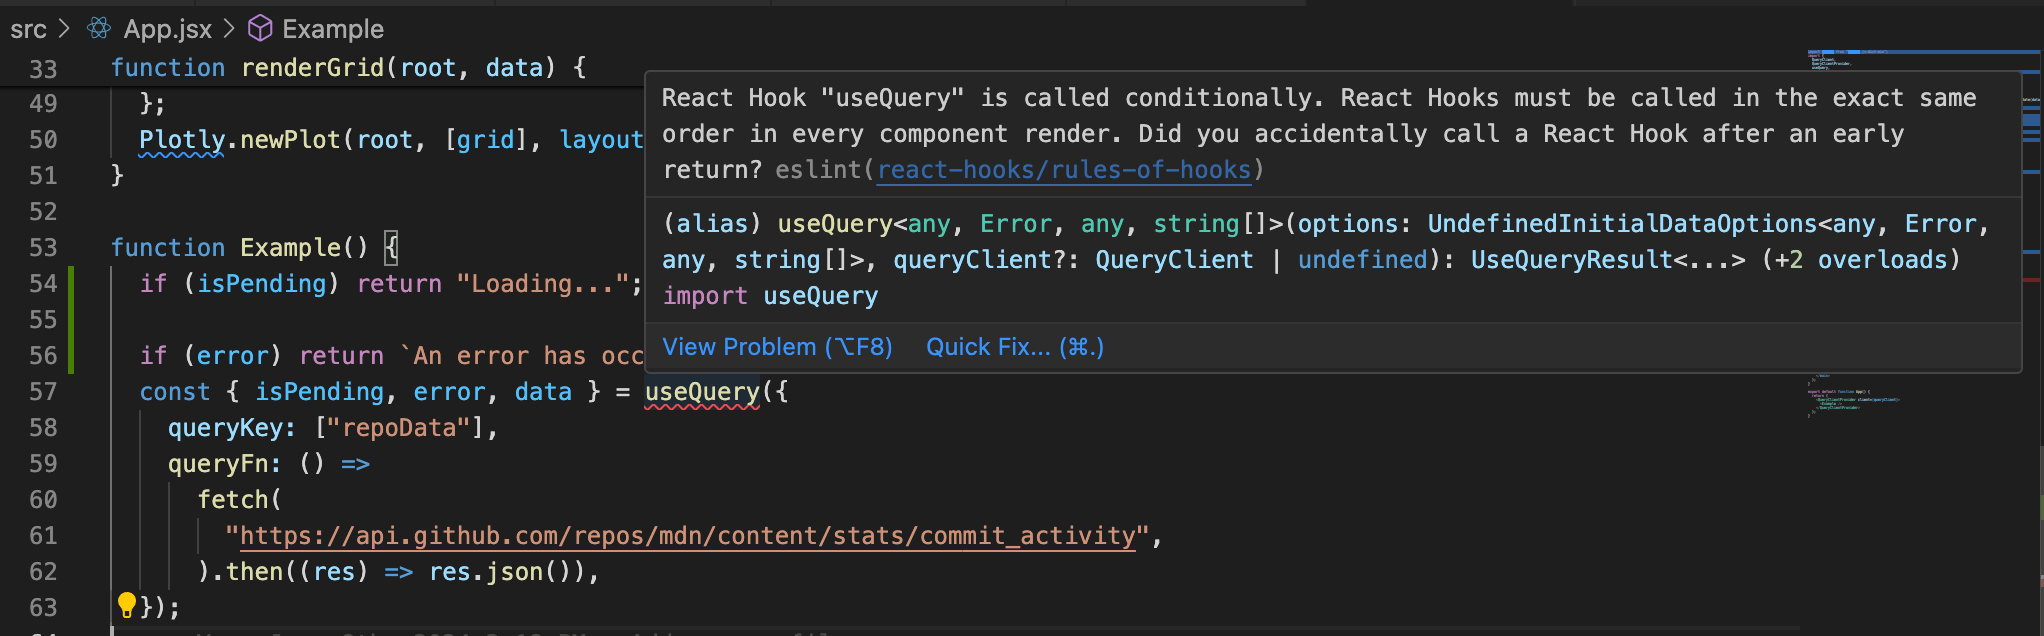 src > App.jsx > Example
33 function renderGrid(root, data) {
49 };
50 Plotly.newPlot(root, [grid], layout
51 }
52
53 function Example() {
54 if (isPending) return "Loading...";
55
56 if (error) return `An error has occ
57 const { isPending, error, data } = useQuery({
58 queryKey: ["repoData"],
59 queryFn: () =>
60 fetch(
61 "https://api.github.com/repos/mdn/content/stats/commit_activity",
62 ).then((res) => res.json()),
63 });
React Hook "useQuery" is called conditionally. React Hooks must be called in the exact same
order in every component render. Did you accidentally call a React Hook after an early
return? eslint(react-hooks/rules-of-hooks)
(alias) useQuery<any, Error, any, string[]>(options: UndefinedInitialDataOptions<any, Error,
any, string[]>, queryClient?: QueryClient | undefined): UseQueryResult<...> (+2 overloads)
import useQuery
View Problem (⌥F8) Quick Fix... (⌘.)